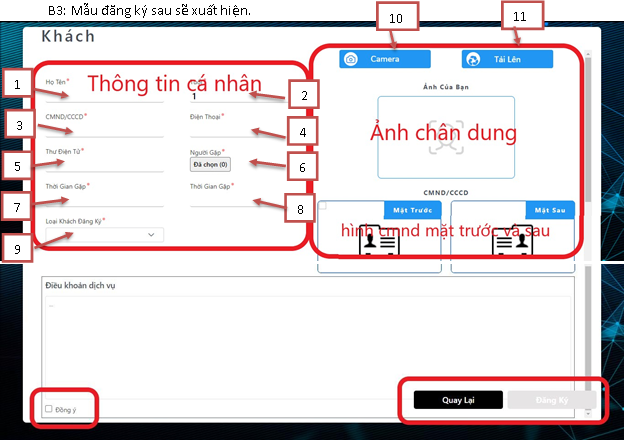 B3: Mẫu đăng ký sau sẽ xuất hiện.
10
11
Khách
Camera
Tải Lên
Thông tin cá nhân
1
Họ Tên*
1
2
Ảnh Của Bạn
3
CMND/CCCD*
Điện Thoại*
4
Ảnh chân dung
5
Thư Điện Tử*
Người Gặp*
Đã chọn (0)
6
CMND/CCCD
7
Thời Gian Gặp*
Thời Gian Gặp*
8
Mặt Trước
Mặt Sau
hình cmnd mặt trước và sau
9
Loại Khách Đăng Ký*
Điều khoản dịch vụ
...
Đồng ý
Quay Lại
Đăng Ký